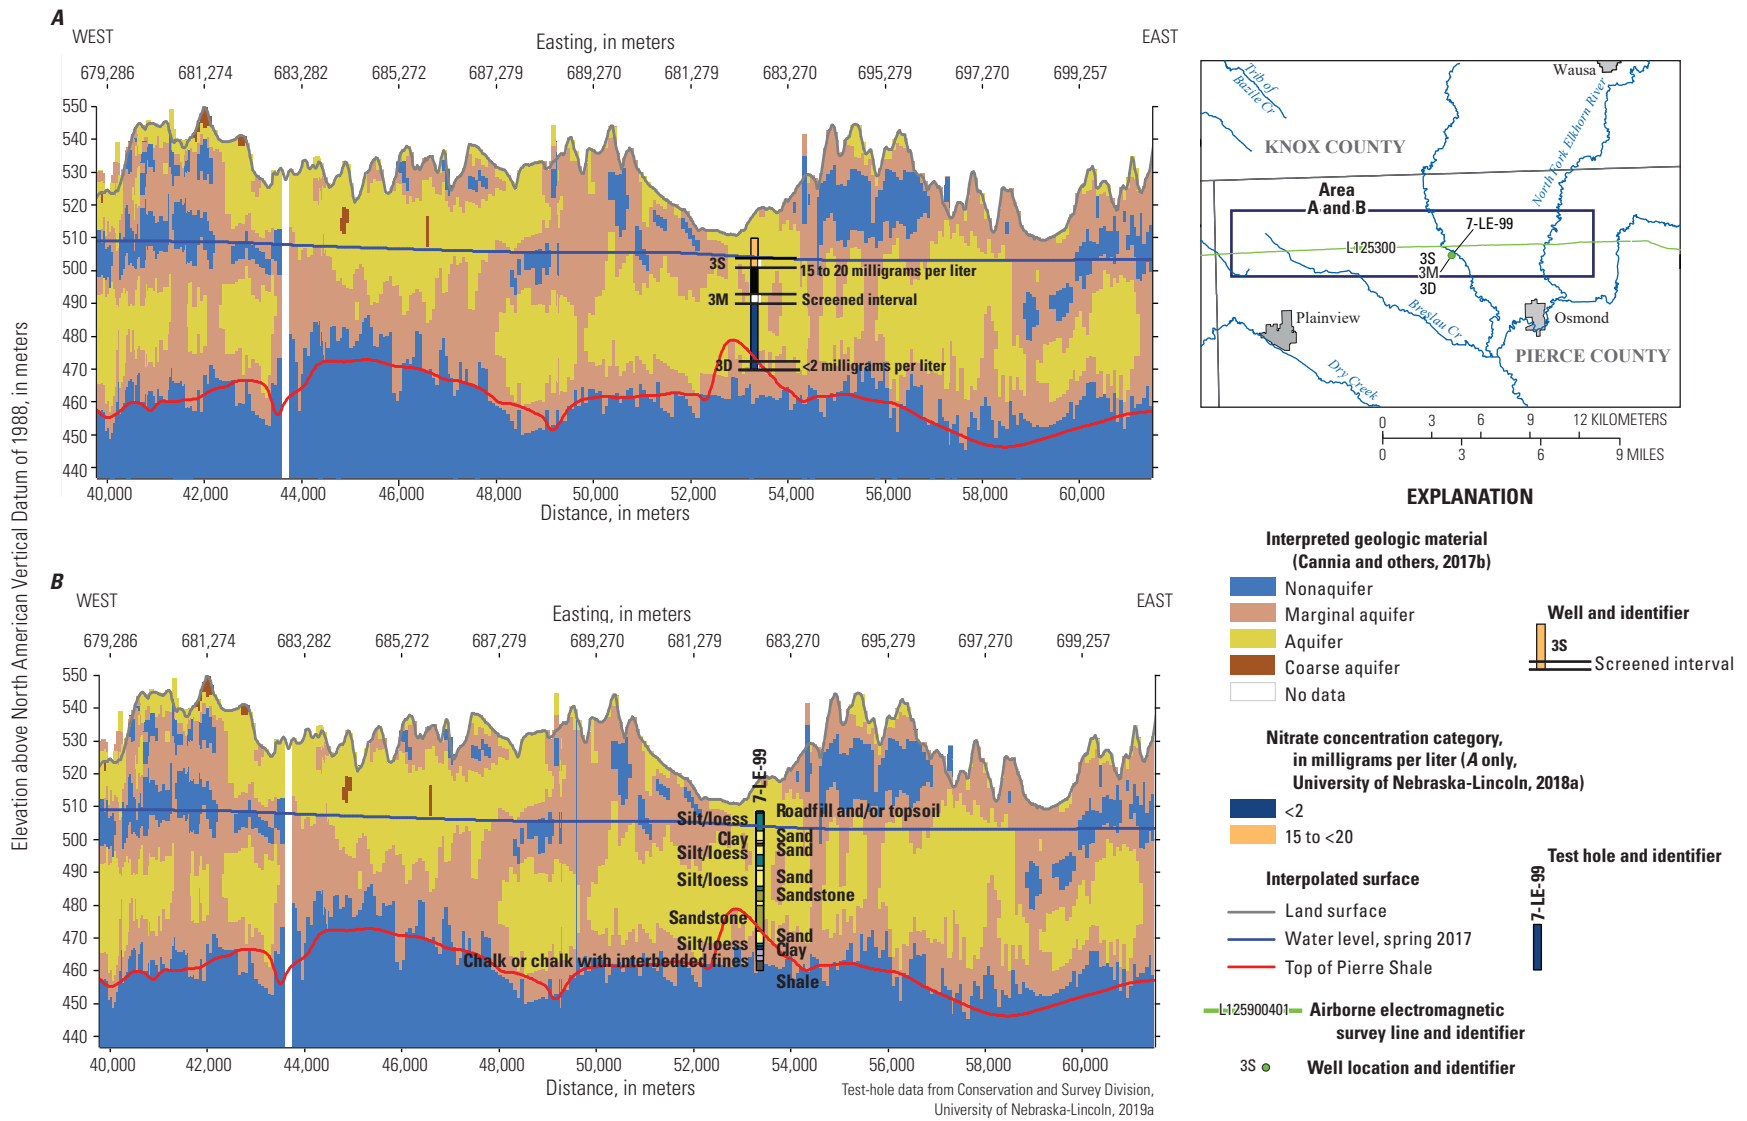 A
WEST
Easting, in meters
EAST
679,286 681,274 683,282 685,272 687,279 689,270 681,279 683,270 695,279 697,270 699,257
550
540
530
520
510
500
490
480
470
460
450
440
3S
15 to 20 milligrams per liter
3M
Screened interval
3D
<2 milligrams per liter
40,000 42,000 44,000 46,000 48,000 50,000 52,000 54,000 56,000 58,000 60,000
Distance, in meters
Elevation above North American Vertical Datum of 1988, in meters
B
WEST
Easting, in meters
EAST
679,286 681,274 683,282 685,272 687,279 689,270 681,279 683,270 695,279 697,270 699,257
550
540
530
520
510
500
490
480
470
460
450
440
7-LE-99
Roadfill and/or topsoil
Silt/loess
Sand
Clay
Sand
Silt/loess
Sand
Silt/loess
Sandstone
Sandstone
Sand
Silt/loess
Clay
Chalk or chalk with interbedded fines
Shale
40,000 42,000 44,000 46,000 48,000 50,000 52,000 54,000 56,000 58,000 60,000
Distance, in meters
Test-hole data from Conservation and Survey Division,
University of Nebraska-Lincoln, 2019a
Trib of
Bazile Cr
Wausa
KNOX COUNTY
North Fork Elkhorn River
Area
A and B
7-LE-99
L125300
3S
3M
3D
Breslau Cr
Plainview
Osmond
PIERCE COUNTY
Dry Creek
0 3 6 9 12 KILOMETERS
0 3 6 9 MILES
EXPLANATION
Interpreted geologic material
(Cannia and others, 2017b)
Nonaquifer
Marginal aquifer
Aquifer
Coarse aquifer
No data
Well and identifier
3S
Screened interval
Nitrate concentration category,
in milligrams per liter (A only,
University of Nebraska-Lincoln, 2018a)
<2
15 to <20
Test hole and identifier
7-LE-99
Interpolated surface
Land surface
Water level, spring 2017
Top of Pierre Shale
L125900401
Airborne electromagnetic
survey line and identifier
3S
Well location and identifier